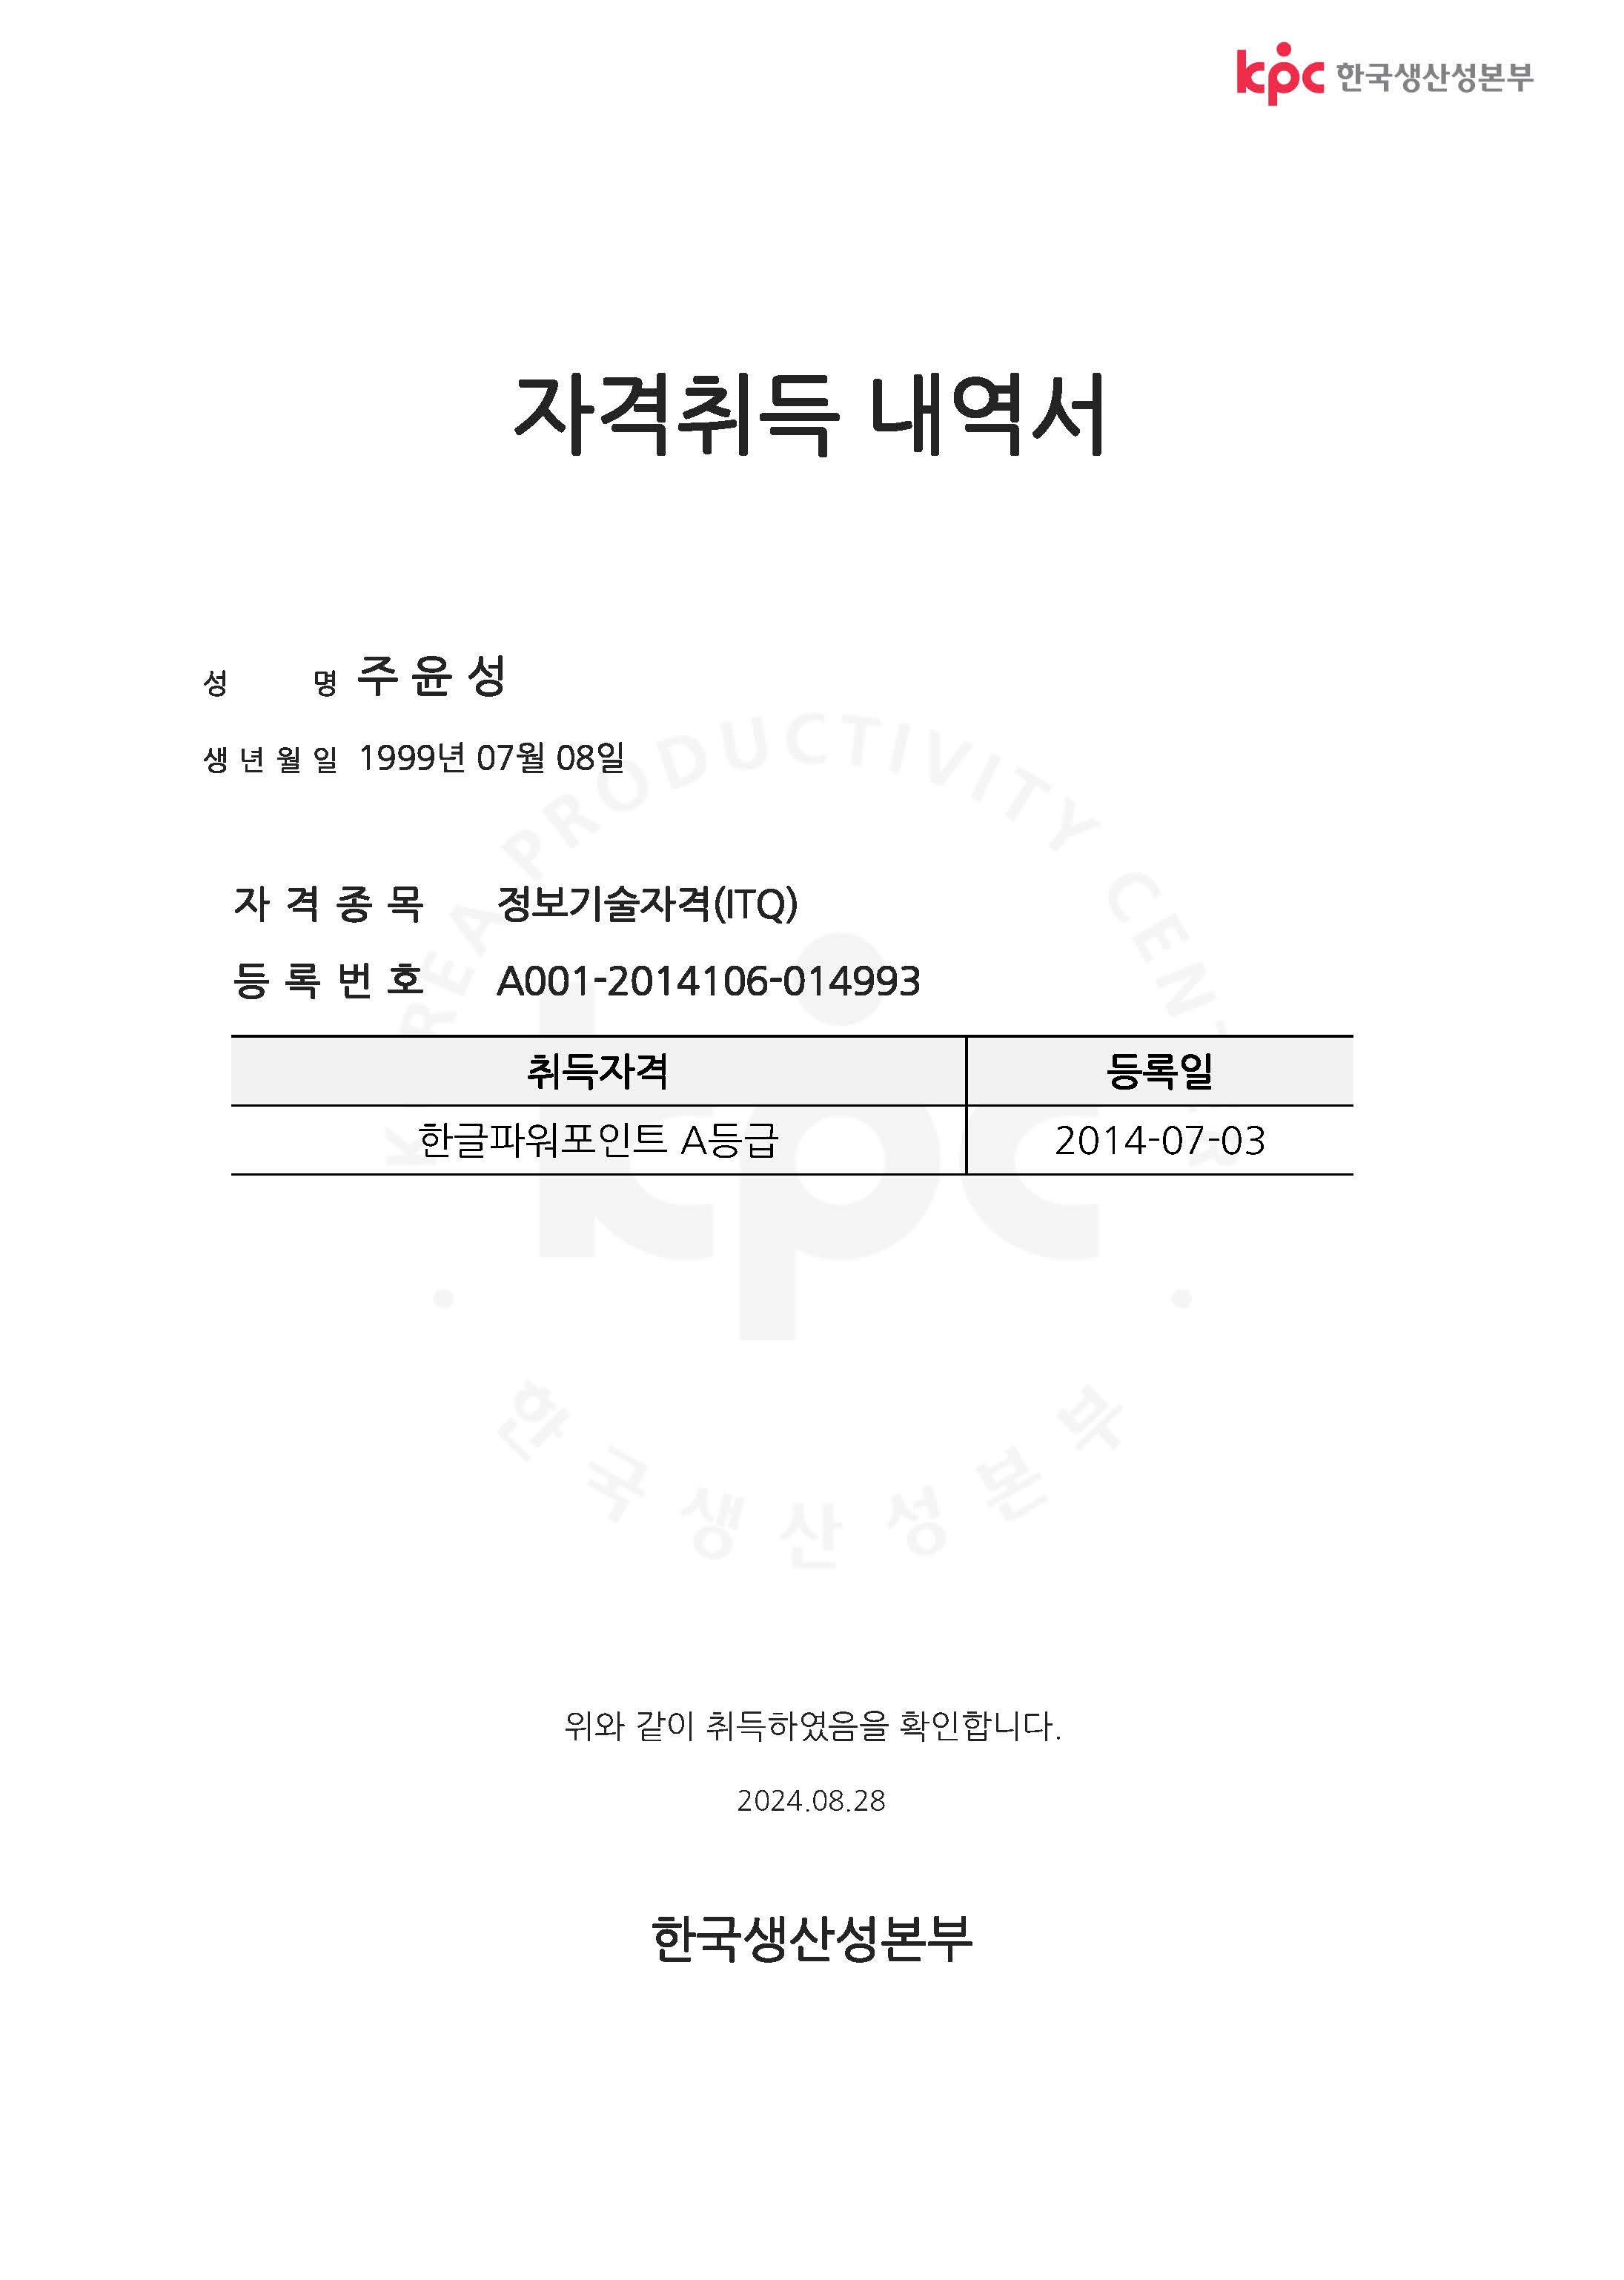 kpc 한국생산성본부
자격취득 내역서
성 명 주 윤 성
생 년 월 일 1999년 07월 08일
자 격 종 목 정보기술자격(ITQ)
등 록 번 호 A001-2014106-014993
취득자격 등록일
한글파워포인트 A등급 2014-07-03
KOREA PRODUCTIVITY CENTER
kpc
한국생산성본부
위와 같이 취득하였음을 확인합니다.
2024.08.28
한국생산성본부